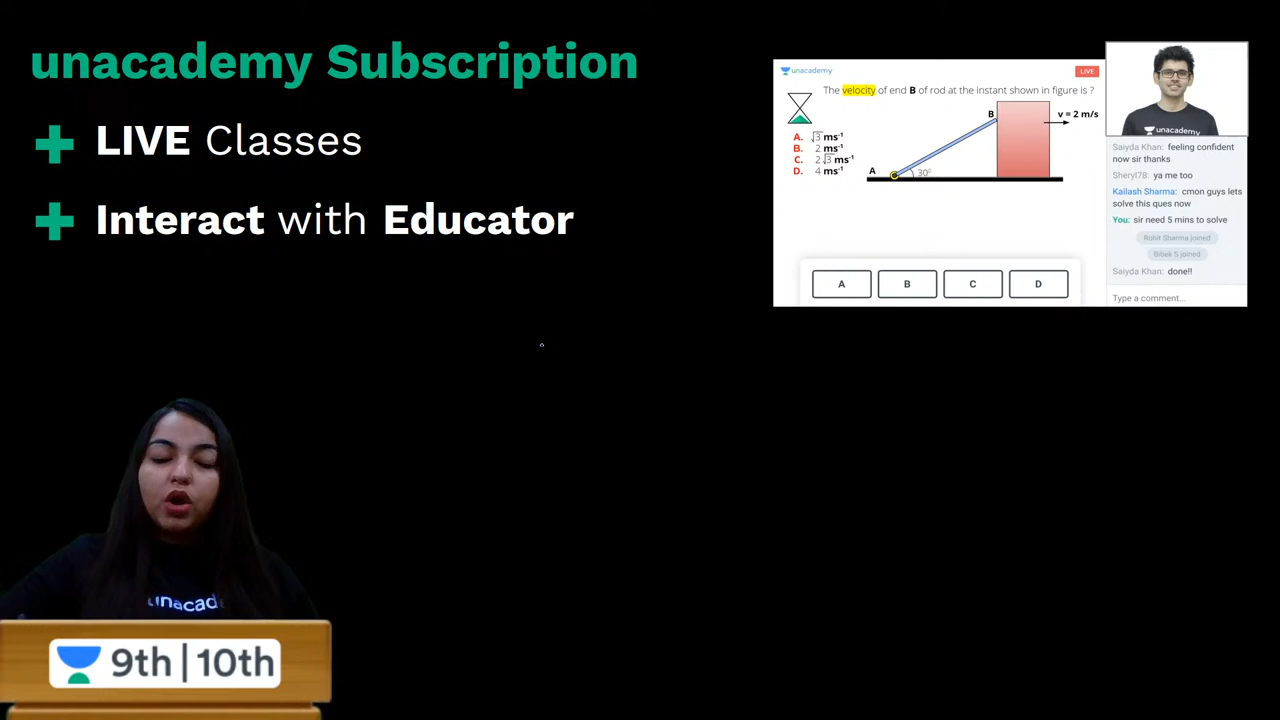 unacademy Subscription
LIVE Classes
Interact with Educator
unacademy
LIVE
The velocity of end B of rod at the instant shown in figure is ?
A. √3 ms⁻¹
B. 2 ms⁻¹
C. 2√3 ms⁻¹
D. 4 ms⁻¹
B
v = 2 m/s
A
30⁰
A B C D
unacademy
Saiyda Khan: feeling confident
now sir thanks
Sheryl78: ya me too
Kailash Sharma: cmon guys lets
solve this ques now
You: sir need 5 mins to solve
Rohit Sharma joined
Bibek S joined
Saiyda Khan: done!!
Type a comment...
unacad
9th | 10th